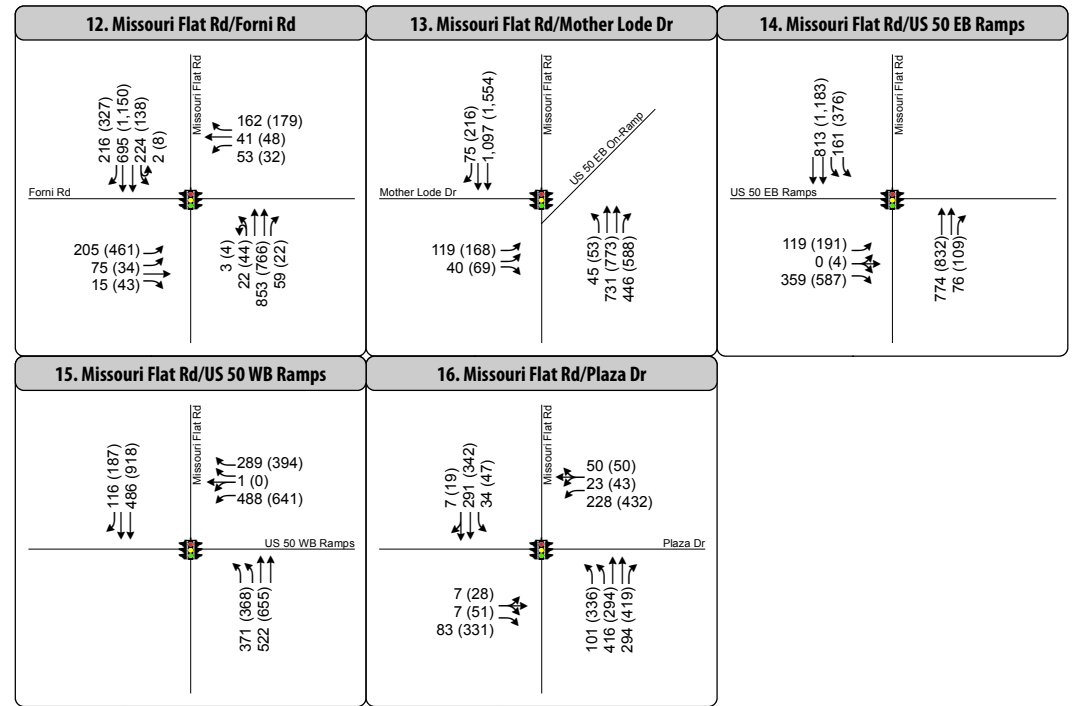 12. Missouri Flat Rd/Forni Rd
216 (327)
695 (1,150)
224 (138)
2 (8)
Missouri Flat Rd
162 (179)
41 (48)
53 (32)
Forni Rd
205 (461)
75 (34)
15 (43)
3 (4)
22 (44)
853 (766)
59 (22)
13. Missouri Flat Rd/Mother Lode Dr
75 (216)
1,097 (1,554)
Missouri Flat Rd
US 50 EB On-Ramp
Mother Lode Dr
119 (168)
40 (69)
45 (53)
731 (773)
446 (588)
14. Missouri Flat Rd/US 50 EB Ramps
813 (1,183)
161 (376)
Missouri Flat Rd
US 50 EB Ramps
119 (191)
0 (4)
359 (587)
774 (832)
76 (109)
15. Missouri Flat Rd/US 50 WB Ramps
116 (187)
486 (918)
Missouri Flat Rd
289 (394)
1 (0)
488 (641)
US 50 WB Ramps
371 (368)
522 (655)
16. Missouri Flat Rd/Plaza Dr
7 (19)
291 (342)
34 (47)
Missouri Flat Rd
50 (50)
23 (43)
228 (432)
Plaza Dr
7 (28)
7 (51)
83 (331)
101 (336)
416 (294)
294 (419)